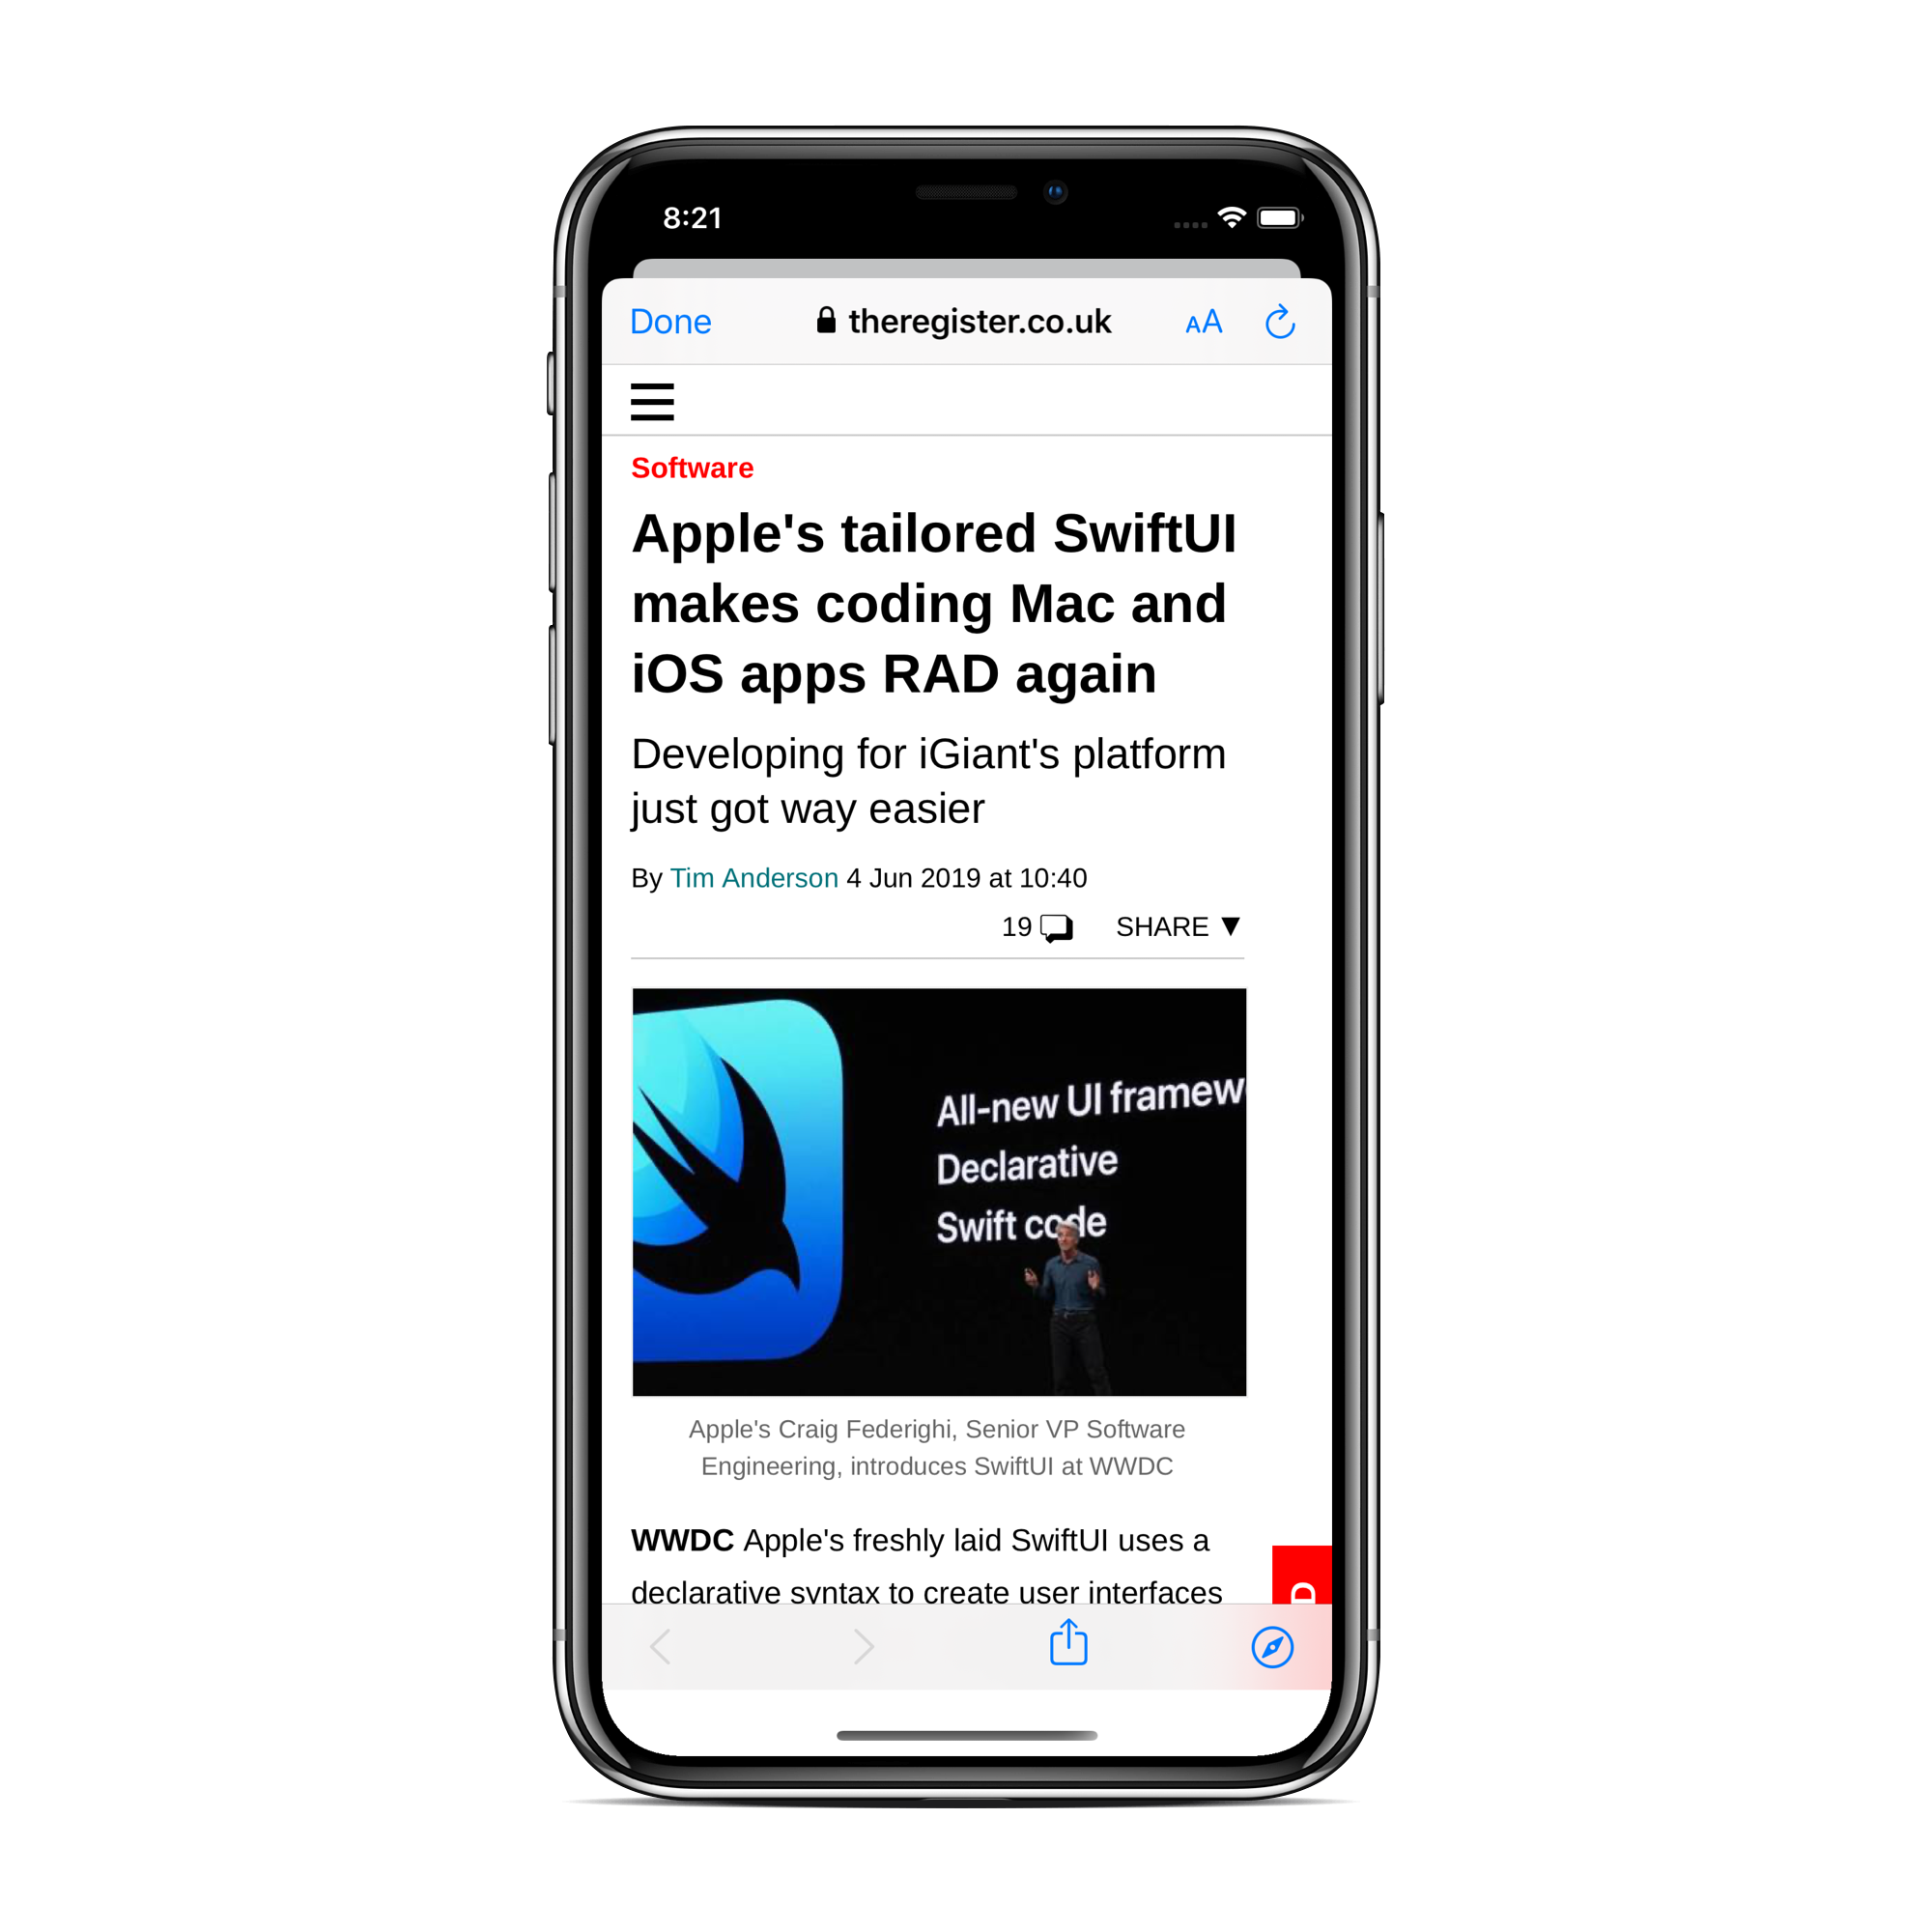 8:21
Done theregister.co.uk AA
Software
Apple's tailored SwiftUI
makes coding Mac and
iOS apps RAD again
Developing for iGiant's platform
just got way easier
By Tim Anderson 4 Jun 2019 at 10:40
19 SHARE ▼
All-new UI framew
Declarative
Swift code
Apple's Craig Federighi, Senior VP Software
Engineering, introduces SwiftUI at WWDC
WWDC Apple's freshly laid SwiftUI uses a
declarative syntax to create user interfaces
D